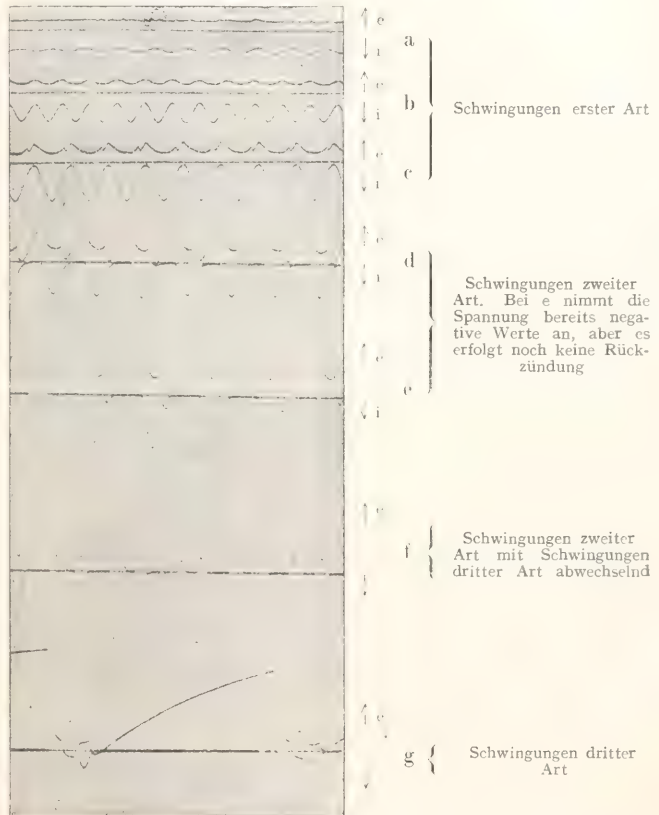 e
a
i
e
b
Schwingungen erster Art
i
e
c
i
e
d
i
Schwingungen zweiter
Art. Bei e nimmt die
Spannung bereits nega-
tive Werte an, aber es
erfolgt noch keine Rück-
zündung
e
e
i
e
f
Schwingungen zweiter
Art mit Schwingungen
dritter Art abwechselnd
e
g
Schwingungen dritter
Art